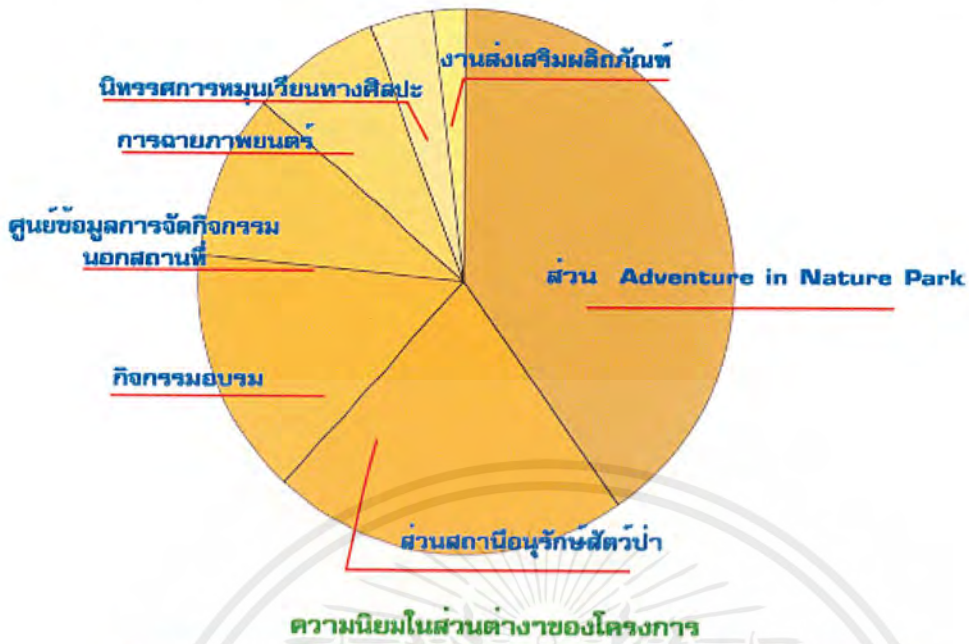 งานส่งเสริมผลิตภัณฑ์
นิทรรศการหมุนเวียนทางศิลปะ
การฉายภาพยนตร์
ศูนย์ข้อมูลการจัดกิจกรรม
นอกสถานที่
ส่วน Adventure in Nature Park
กิจกรรมอบรม
ส่วนสถานีอนุรักษ์สัตว์ป่า
ความนิยมในส่วนต่างาของโครงการ